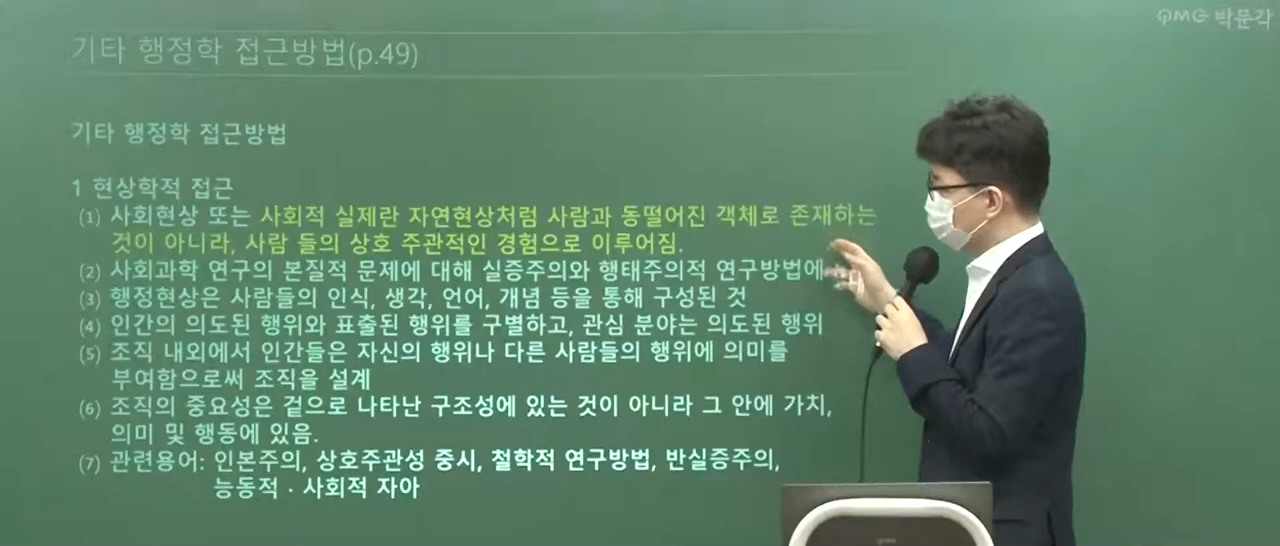 PMG 박문각
기타 행정학 접근방법(p.49)
기타 행정학 접근방법
1 현상학적 접근
(1) 사회현상 또는 사회적 실제란 자연현상처럼 사람과 동떨어진 객체로 존재하는
것이 아니라, 사람 들의 상호 주관적인 경험으로 이루어짐.
(2) 사회과학 연구의 본질적 문제에 대해 실증주의와 행태주의적 연구방법에
(3) 행정현상은 사람들의 인식, 생각, 언어, 개념 등을 통해 구성된 것
(4) 인간의 의도된 행위와 표출된 행위를 구별하고, 관심 분야는 의도된 행위
(5) 조직 내외에서 인간들은 자신의 행위나 다른 사람들의 행위에 의미를
부여함으로써 조직을 설계
(6) 조직의 중요성은 겉으로 나타난 구조성에 있는 것이 아니라 그 안에 가치,
의미 및 행동에 있음.
(7) 관련용어: 인본주의, 상호주관성 중시, 철학적 연구방법, 반실증주의,
능동적 · 사회적 자아
gram